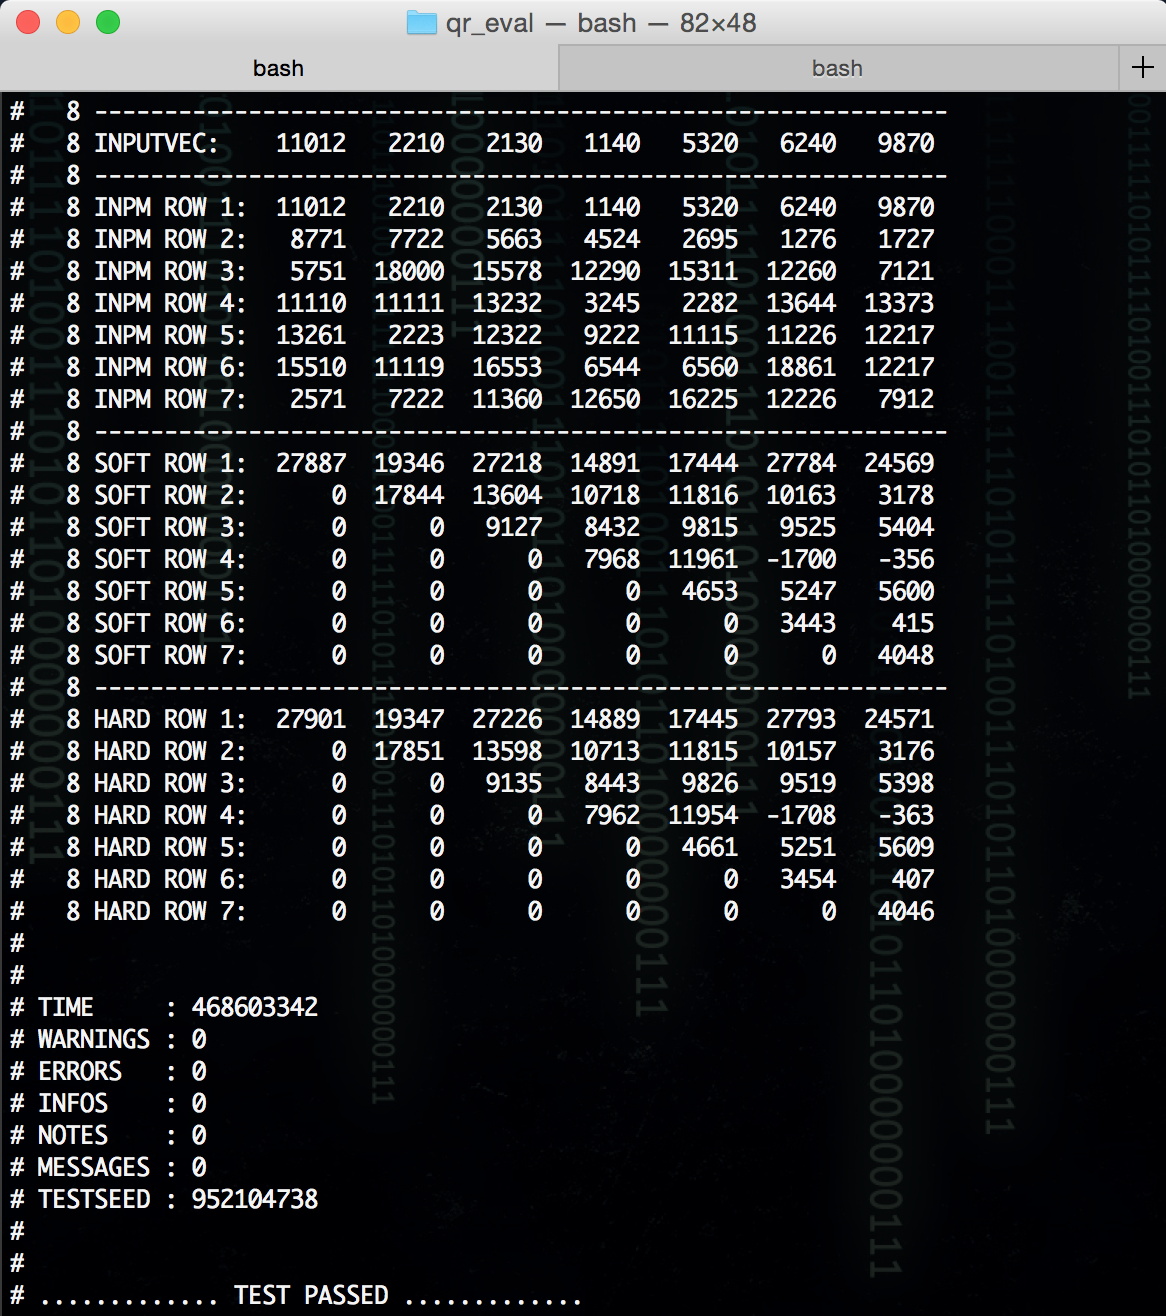 qr_eval — bash — 82×48
bash bash +
# 8 -------------------------------------------------------------
# 8 INPUTVEC: 11012 2210 2130 1140 5320 6240 9870
# 8 -------------------------------------------------------------
# 8 INPM ROW 1: 11012 2210 2130 1140 5320 6240 9870
# 8 INPM ROW 2: 8771 7722 5663 4524 2695 1276 1727
# 8 INPM ROW 3: 5751 18000 15578 12290 15311 12260 7121
# 8 INPM ROW 4: 11110 11111 13232 3245 2282 13644 13373
# 8 INPM ROW 5: 13261 2223 12322 9222 11115 11226 12217
# 8 INPM ROW 6: 15510 11119 16553 6544 6560 18861 12217
# 8 INPM ROW 7: 2571 7222 11360 12650 16225 12226 7912
# 8 -------------------------------------------------------------
# 8 SOFT ROW 1: 27887 19346 27218 14891 17444 27784 24569
# 8 SOFT ROW 2: 0 17844 13604 10718 11816 10163 3178
# 8 SOFT ROW 3: 0 0 9127 8432 9815 9525 5404
# 8 SOFT ROW 4: 0 0 0 7968 11961 -1700 -356
# 8 SOFT ROW 5: 0 0 0 0 4653 5247 5600
# 8 SOFT ROW 6: 0 0 0 0 0 3443 415
# 8 SOFT ROW 7: 0 0 0 0 0 0 4048
# 8 -------------------------------------------------------------
# 8 HARD ROW 1: 27901 19347 27226 14889 17445 27793 24571
# 8 HARD ROW 2: 0 17851 13598 10713 11815 10157 3176
# 8 HARD ROW 3: 0 0 9135 8443 9826 9519 5398
# 8 HARD ROW 4: 0 0 0 7962 11954 -1708 -363
# 8 HARD ROW 5: 0 0 0 0 4661 5251 5609
# 8 HARD ROW 6: 0 0 0 0 0 3454 407
# 8 HARD ROW 7: 0 0 0 0 0 0 4046
#
#
# TIME : 468603342
# WARNINGS : 0
# ERRORS : 0
# INFOS : 0
# NOTES : 0
# MESSAGES : 0
# TESTSEED : 952104738
#
#
# ............. TEST PASSED .............